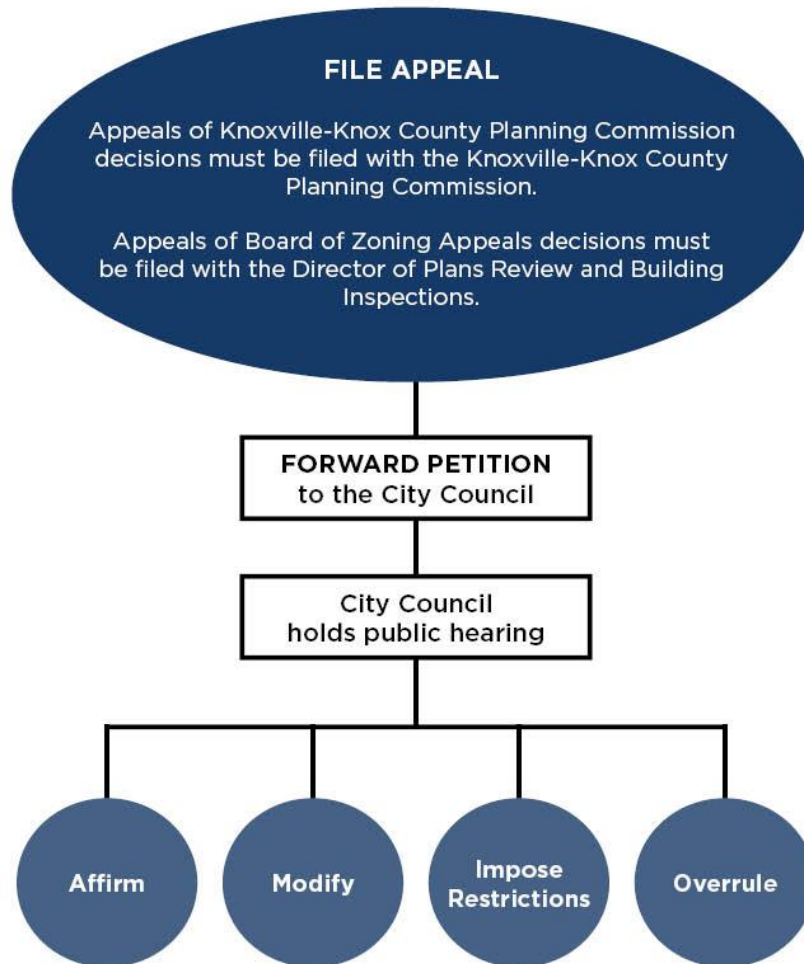 FILE APPEAL
Appeals of Knoxville-Knox County Planning Commission
decisions must be filed with the Knoxville-Knox County
Planning Commission.
Appeals of Board of Zoning Appeals decisions must
be filed with the Director of Plans Review and Building
Inspections.
FORWARD PETITION
to the City Council
City Council
holds public hearing
Affirm
Modify
Impose
Restrictions
Overrule